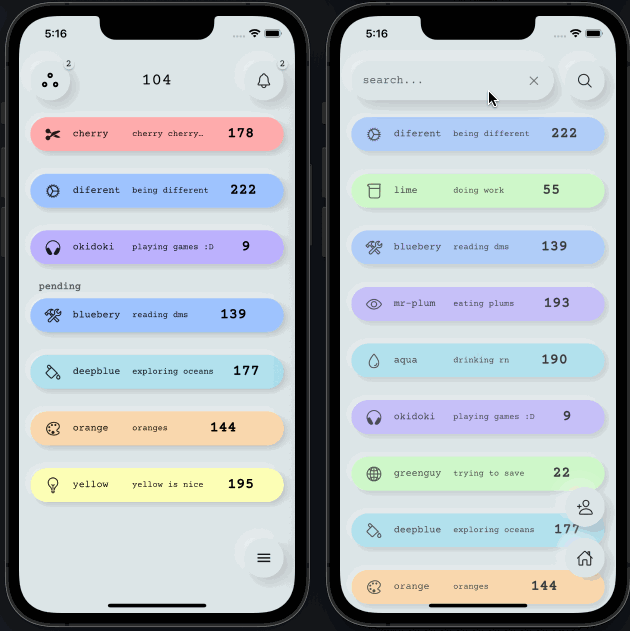 5:16
2
2
104
cherry cherry cherry… 178
diferent being different 222
okidoki playing games :D 9
pending
bluebery reading dms 139
deepblue exploring oceans 177
orange oranges 144
yellow yellow is nice 195
5:16
search...
diferent being different 222
lime doing work 55
bluebery reading dms 139
mr-plum eating plums 193
aqua drinking rn 190
okidoki playing games :D 9
greenguy trying to save 22
deepblue exploring oceans 177
orange oranges 144